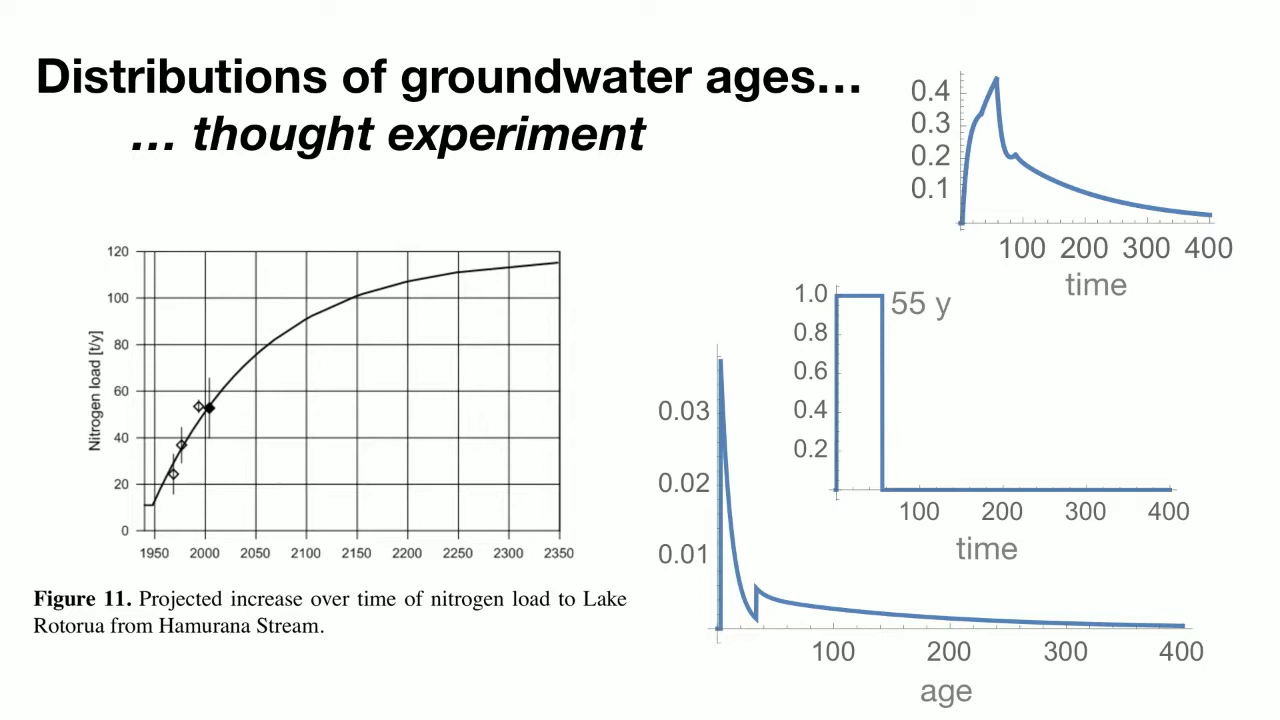 Distributions of groundwater ages...
... thought experiment
0.4
0.3
0.2
0.1
100 200 300 400
time
120
100
80
60
40
20
0
Nitrogen load [t/y]
1950 2000 2050 2100 2150 2200 2250 2300 2350
Figure 11. Projected increase over time of nitrogen load to Lake
Rotorua from Hamurana Stream.
1.0
0.8
0.6
0.4
0.2
55 y
100 200 300 400
time
0.03
0.02
0.01
100 200 300 400
age